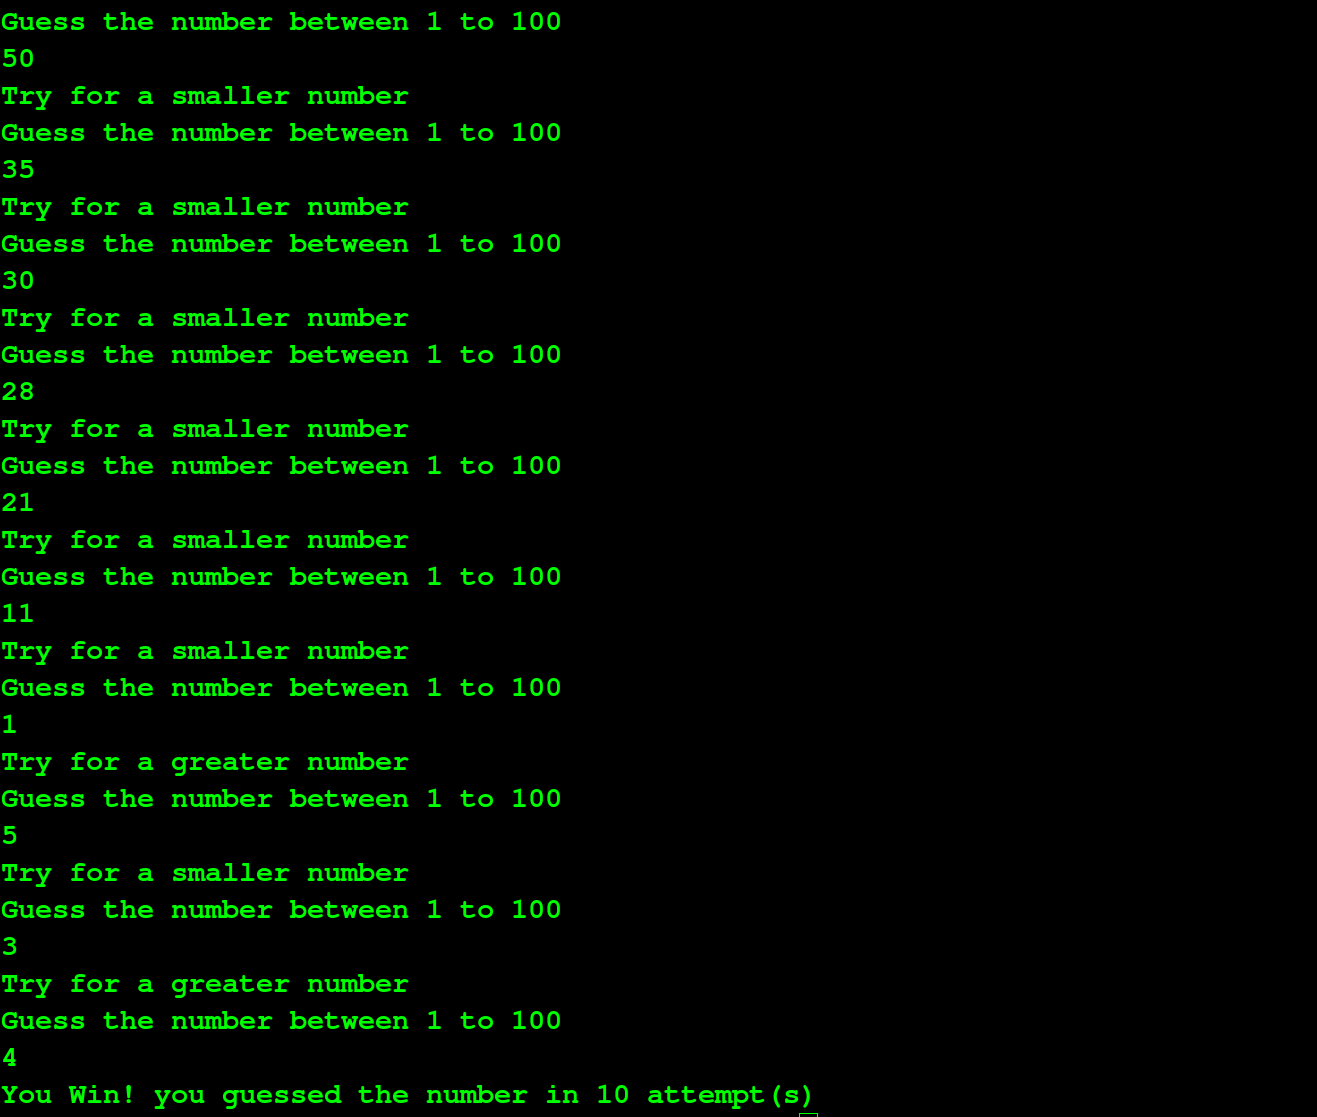 Guess the number between 1 to 100
50
Try for a smaller number
Guess the number between 1 to 100
35
Try for a smaller number
Guess the number between 1 to 100
30
Try for a smaller number
Guess the number between 1 to 100
28
Try for a smaller number
Guess the number between 1 to 100
21
Try for a smaller number
Guess the number between 1 to 100
11
Try for a smaller number
Guess the number between 1 to 100
1
Try for a greater number
Guess the number between 1 to 100
5
Try for a smaller number
Guess the number between 1 to 100
3
Try for a greater number
Guess the number between 1 to 100
4
You Win! you guessed the number in 10 attempt(s)